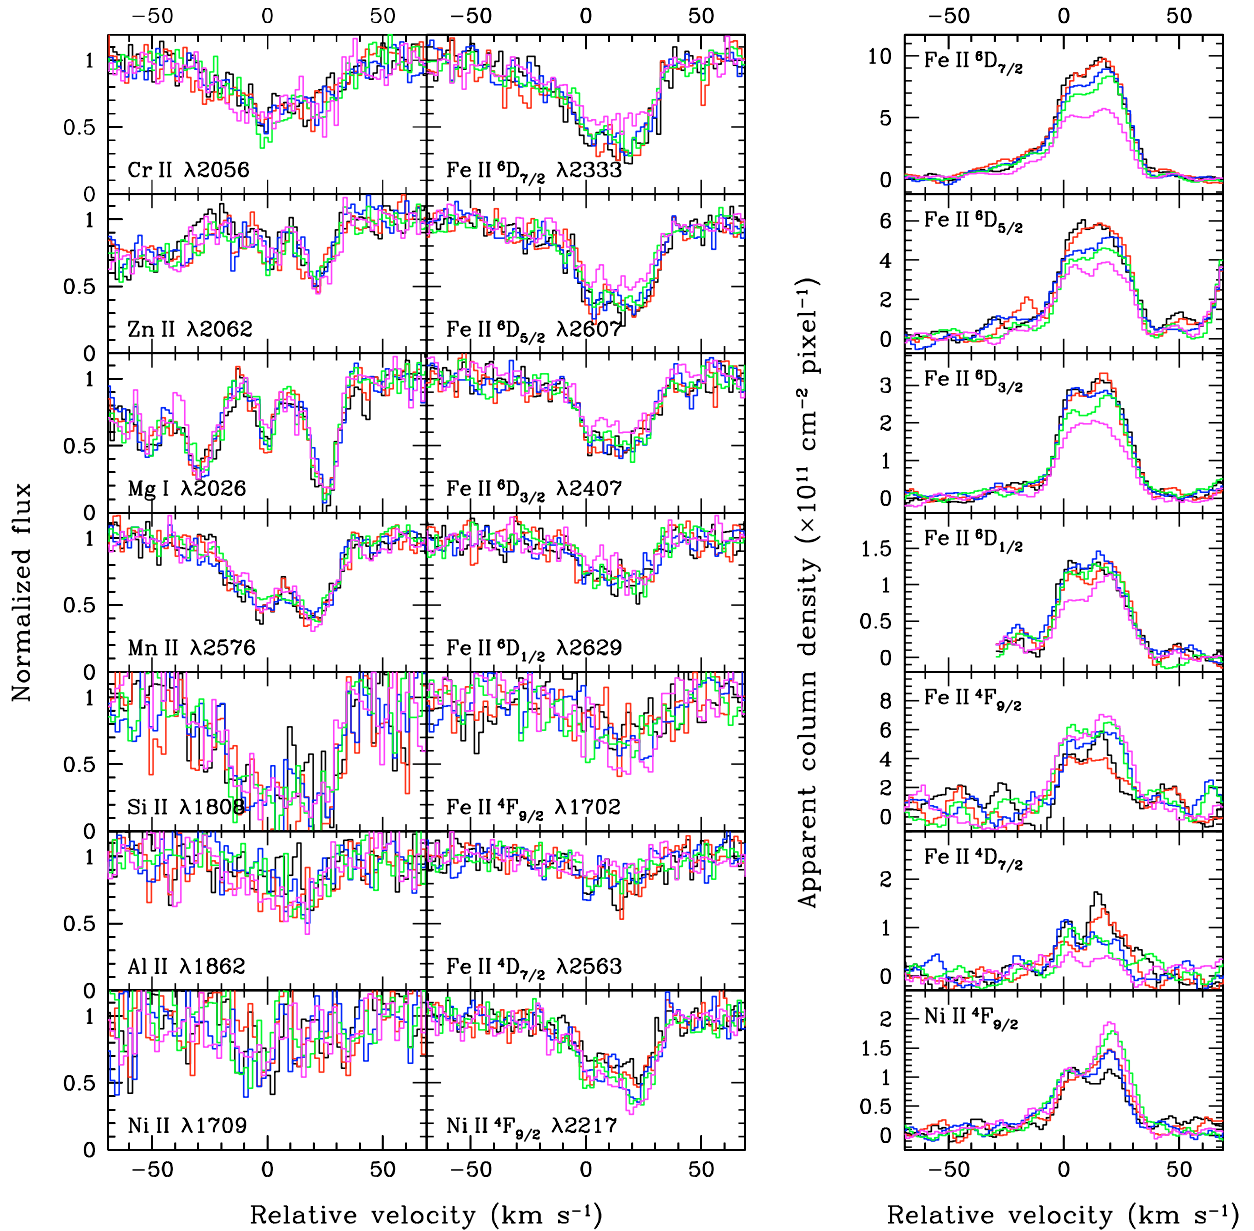 −50 0 50 −50 0 50 −50 0 50
1
0.5
0
Cr II λ2056
Fe II ⁶D7/2 λ2333
1
0.5
0
Zn II λ2062
Fe II ⁶D5/2 λ2607
1
0.5
0
Mg I λ2026
Fe II ⁶D3/2 λ2407
1
0.5
0
Mn II λ2576
Fe II ⁶D1/2 λ2629
1
0.5
0
Si II λ1808
Fe II ⁴F9/2 λ1702
1
0.5
0
Al II λ1862
Fe II ⁴D7/2 λ2563
1
0.5
0
Ni II λ1709
Ni II ⁴F9/2 λ2217
−50 0 50 −50 0 50
Relative velocity (km s⁻¹)
Normalized flux
10
5
0
Fe II ⁶D7/2
6
4
2
0
Fe II ⁶D5/2
3
2
1
0
Fe II ⁶D3/2
1.5
1
0.5
0
Fe II ⁶D1/2
8
6
4
2
0
Fe II ⁴F9/2
2
1
0
Fe II ⁴D7/2
2
1.5
1
0.5
0
Ni II ⁴F9/2
−50 0 50
Relative velocity (km s⁻¹)
Apparent column density (×10¹¹ cm⁻² pixel⁻¹)